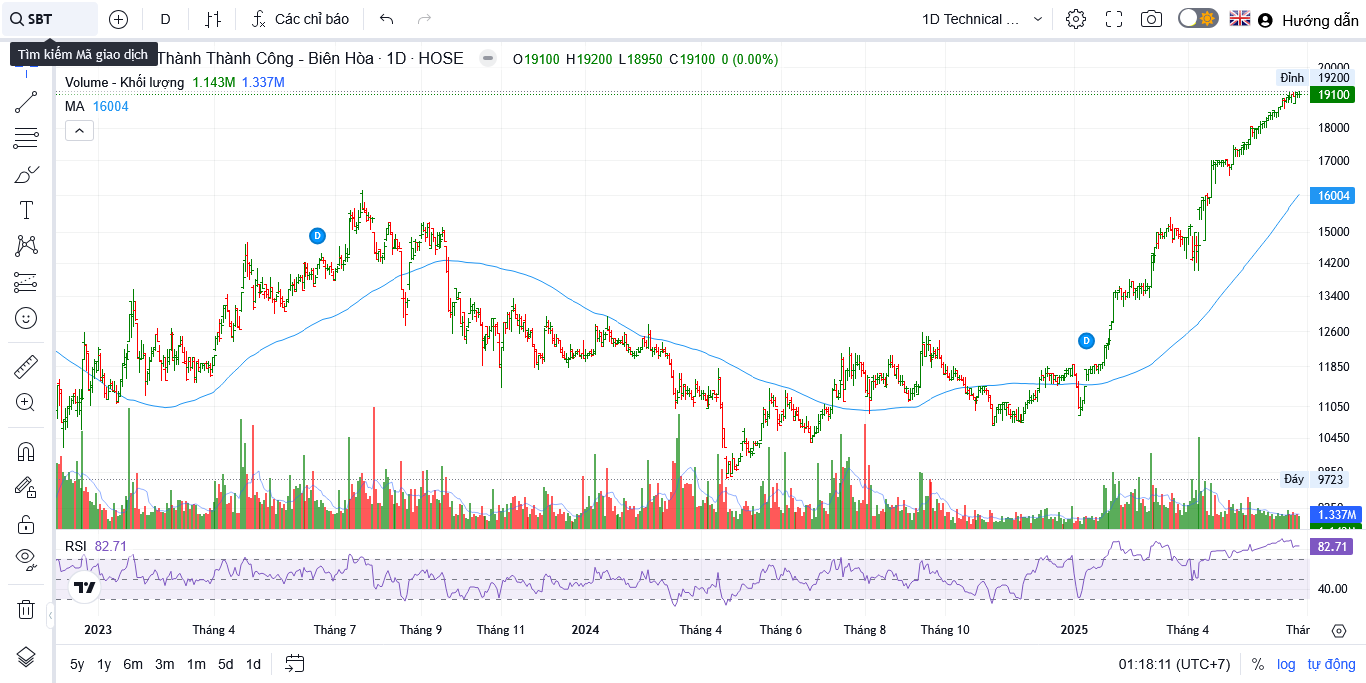 SBT
D
Các chỉ báo
1D Technical ...
Hướng dẫn
Tìm kiếm Mã giao dịch
Thành Thành Công - Biên Hòa · 1D · HOSE
O19100 H19200 L18950 C19100 0 (0.00%)
Volume - Khối lượng 1.143M 1.337M
MA 16004
20000
Đỉnh 19200
19100
18000
17000
16004
15000
14200
13400
12600
11850
11050
10450
9850
Đáy 9723
1.337M
D
D
RSI 82.71
82.71
40.00
2023 Tháng 4 Tháng 7 Tháng 9 Tháng 11 2024 Tháng 4 Tháng 6 Tháng 8 Tháng 10 2025 Tháng 4 Thár
5y 1y 6m 3m 1m 5d 1d
01:18:11 (UTC+7) % log tự động